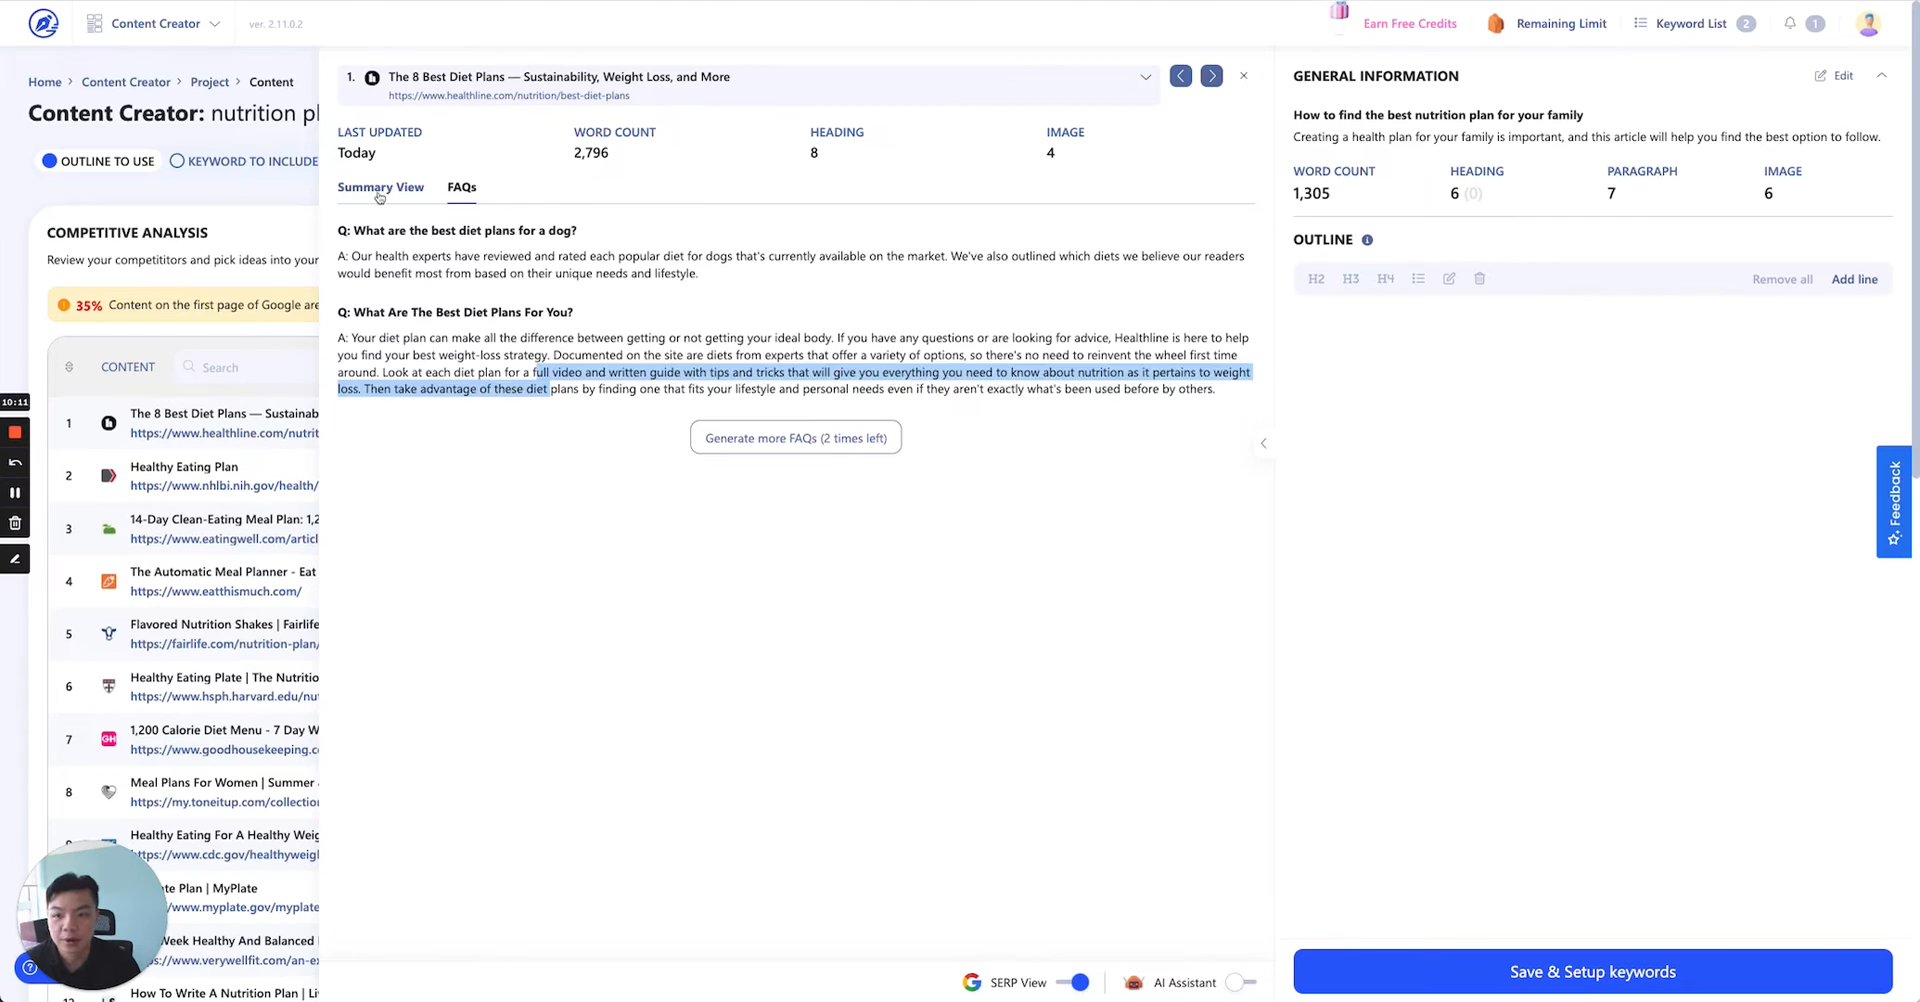 Content Creator
ver. 2.11.0.2
Earn Free Credits
Remaining Limit
Keyword List 2
1
Home > Content Creator > Project > Content
Content Creator: nutrition pl
OUTLINE TO USE
KEYWORD TO INCLUDE
COMPETITIVE ANALYSIS
Review your competititors and pick ideas into your
35% Content on the first page of Google are
CONTENT
Search
1
The 8 Best Diet Plans — Sustainab
https://www.healthline.com/nutrit
2
Healthy Eating Plan
https://www.nhlbi.nih.gov/health/
3
14-Day Clean-Eating Meal Plan: 1,2
https://www.eatingwell.com/articl
4
The Automatic Meal Planner - Eat
https://www.eatthismuch.com/
5
Flavored Nutrition Shakes | Fairlife
https://fairlife.com/nutrition-plan/
6
Healthy Eating Plate | The Nutritio
https://www.hsph.harvard.edu/nut
7
GH
1,200 Calorie Diet Menu - 7 Day W
https://www.goodhousekeeping.co
8
Meal Plans For Women | Summer
https://my.toneitup.com/collection
Healthy Eating For A Healthy Weig
https://www.cdc.gov/healthyweigl
te Plan | MyPlate
/www.myplate.gov/myplate
Week Healthy And Balanced
s://www.verywellfit.com/an-ex
How To Write A Nutrition Plan | Li
10:11
1. The 8 Best Diet Plans — Sustainability, Weight Loss, and More
https://www.healthline.com/nutrition/best-diet-plans
LAST UPDATED
Today
WORD COUNT
2,796
HEADING
8
IMAGE
4
Summary View
FAQs
Q: What are the best diet plans for a dog?
A: Our health experts have reviewed and rated each popular diet for dogs that's currently available on the market. We've also outlined which diets we believe our readers
would benefit most from based on their unique needs and lifestyle.
Q: What Are The Best Diet Plans For You?
A: Your diet plan can make all the difference between getting or not getting your ideal body. If you have any questions or are looking for advice, Healthline is here to help
you find your best weight-loss strategy. Documented on the site are diets from experts that offer a variety of options, so there's no need to reinvent the wheel first time
around. Look at each diet plan for a full video and written guide with tips and tricks that will give you everything you need to know about nutrition as it pertains to weight
loss. Then take advantage of these diet plans by finding one that fits your lifestyle and personal needs even if they aren't exactly what's been used before by others.
Generate more FAQs (2 times left)
SERP View
AI Assistant
GENERAL INFORMATION
Edit
How to find the best nutrition plan for your family
Creating a health plan for your family is important, and this article will help you find the best option to follow.
WORD COUNT
1,305
HEADING
6 (0)
PARAGRAPH
7
IMAGE
6
OUTLINE
H2 H3 H4
Remove all
Add line
Feedback
Save & Setup keywords